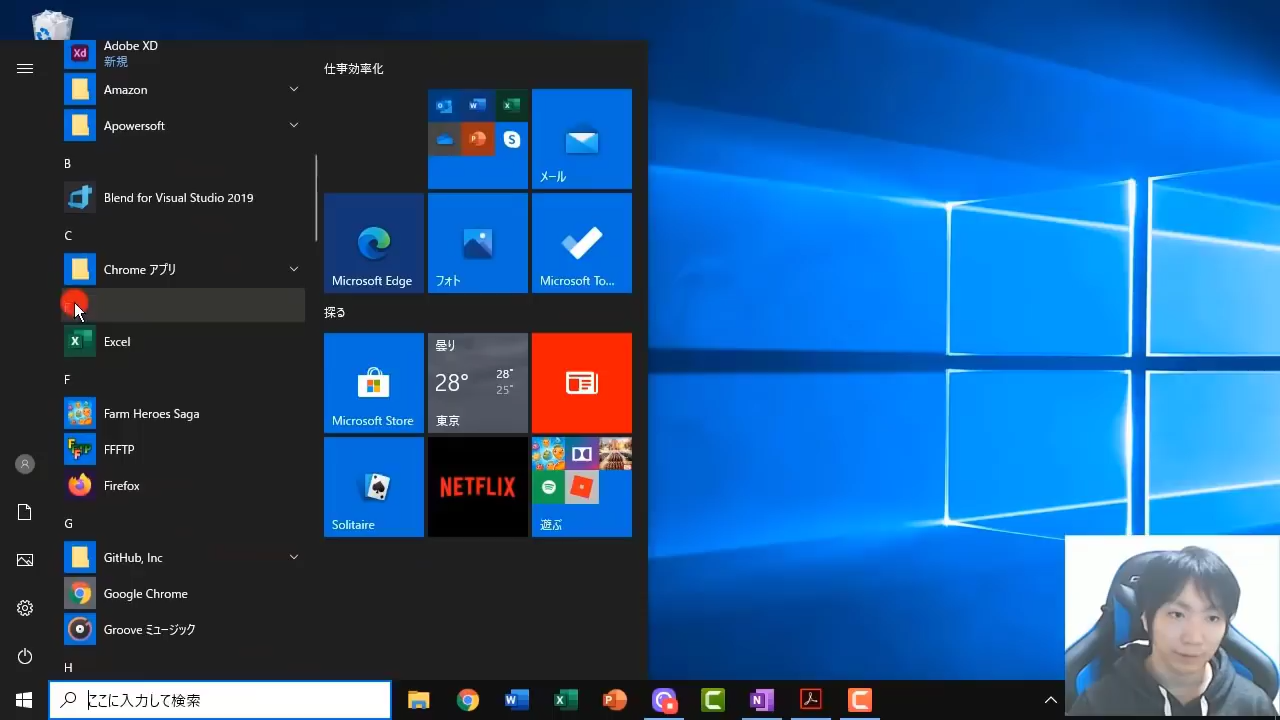 Adobe XD
新規
Amazon
Apowersoft
B
Blend for Visual Studio 2019
C
Chrome アプリ
Excel
F
Farm Heroes Saga
FFFTP
Firefox
G
GitHub, Inc
Google Chrome
Groove ミュージック
H
仕事効率化
メール
Microsoft Edge
フォト
Microsoft To...
探る
Microsoft Store
曇り
28°
28°
25°
東京
Solitaire
NETFLIX
遊ぶ
ここに入力して検索